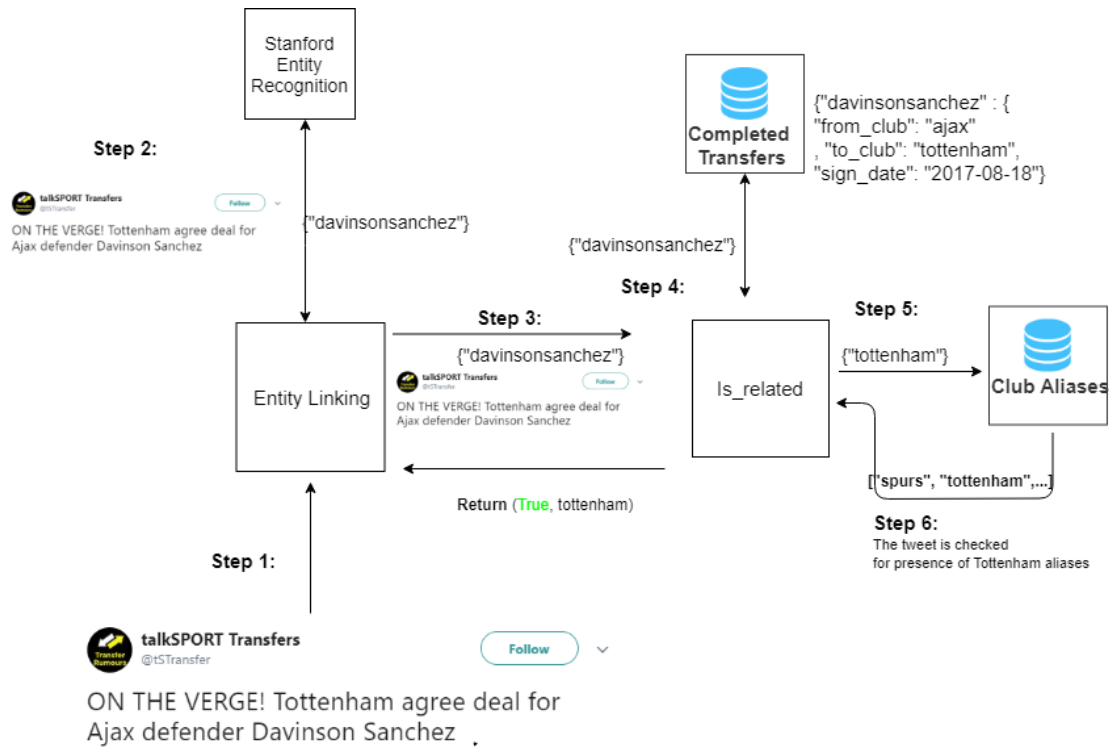 Stanford
Entity
Recognition
Step 2:
talkSPORT Transfers
@tSTransfer
Follow
ON THE VERGE! Tottenham agree deal for
Ajax defender Davinson Sanchez
{"davinsonsanchez"}
Completed
Transfers
{"davinsonsanchez" : {
"from_club": "ajax"
, "to_club": "tottenham",
"sign_date": "2017-08-18"}
{"davinsonsanchez"}
Step 4:
Entity Linking
Step 3:
{"davinsonsanchez"}
talkSPORT Transfers
@tSTransfer
Follow
ON THE VERGE! Tottenham agree deal for
Ajax defender Davinson Sanchez
Is_related
Step 5:
{"tottenham"}
Club Aliases
Return (True, tottenham)
["spurs", "tottenham",...]
Step 6:
The tweet is checked
for presence of Tottenham aliases
Step 1:
Transfer
Rumours
talkSPORT Transfers
@tSTransfer
Follow
ON THE VERGE! Tottenham agree deal for
Ajax defender Davinson Sanchez